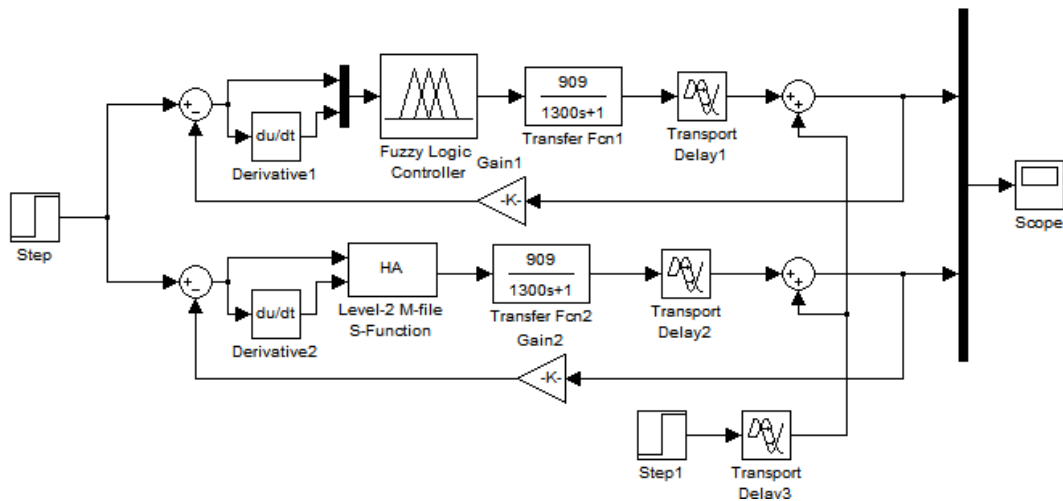 909
1300s+1
Transfer Fcn1
Transport
Delay1
du/dt
Derivative1
Fuzzy Logic
Controller
Gain1
-K-
Step
Scope
HA
Level-2 M-file
S-Function
909
1300s+1
Transfer Fcn2
Transport
Delay2
du/dt
Derivative2
Gain2
-K-
Step1
Transport
Delay3